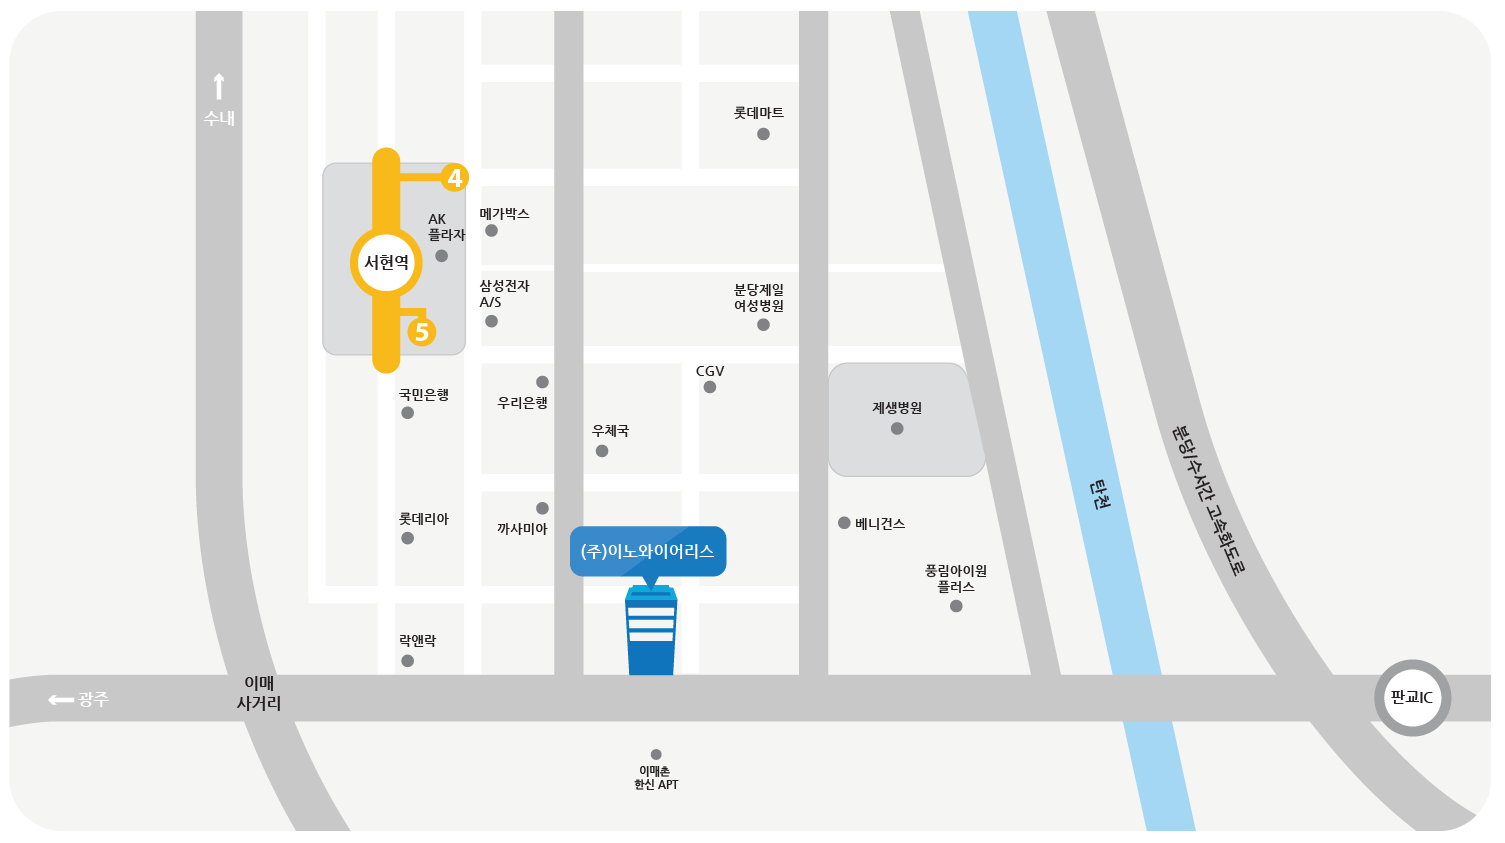 수내
롯데마트
4
메가박스
AK
플라자
서현역
삼성전자
A/S
분당제일
여성병원
5
CGV
국민은행
우리은행
제생병원
우체국
분당/수서간 고속화도로
탄천
롯데리아
까사미아
베니건스
(주)이노와이어리스
풍림아이원
플러스
락앤락
이매
사거리
광주
판교IC
이매촌
한신 APT